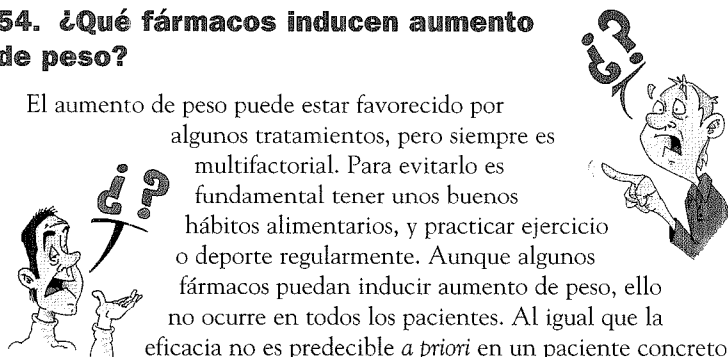 54. ¿Qué fármacos inducen aumento
de peso?
¿?
El aumento de peso puede estar favorecido por
algunos tratamientos, pero siempre es
multifactorial. Para evitarlo es
¿?
fundamental tener unos buenos
hábitos alimentarios, y practicar ejercicio
o deporte regularmente. Aunque algunos
fármacos puedan inducir aumento de peso, ello
no ocurre en todos los pacientes. Al igual que la
eficacia no es predecible a priori en un paciente concreto